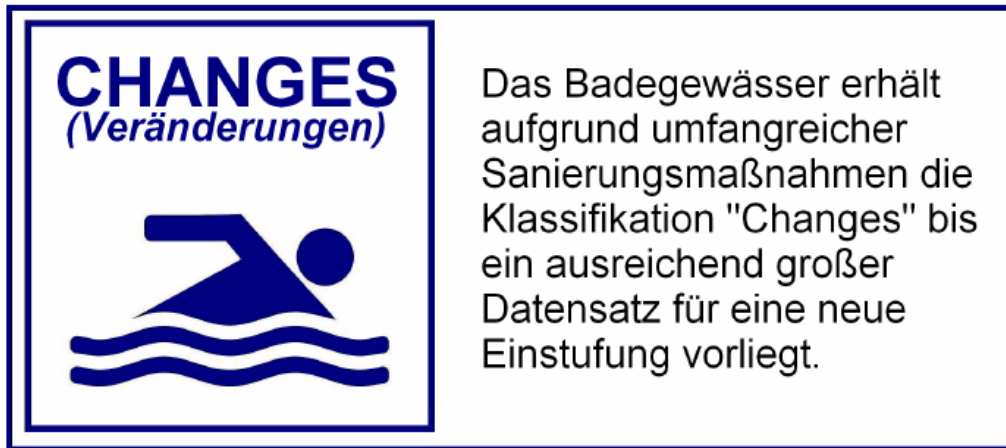 CHANGES
(Veränderungen)
Das Badegewässer erhält
aufgrund umfangreicher
Sanierungsmaßnahmen die
Klassifikation "Changes" bis
ein ausreichend großer
Datensatz für eine neue
Einstufung vorliegt.